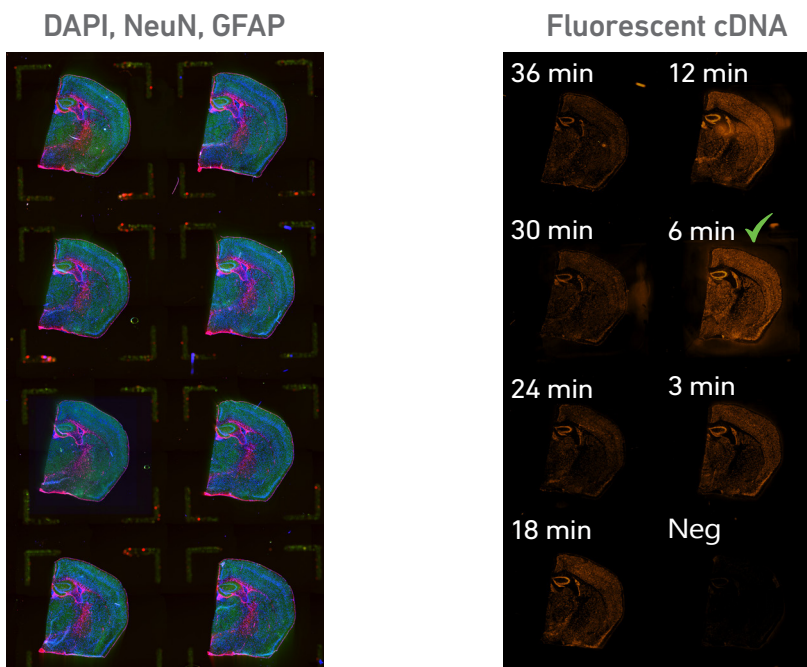 DAPI, NeuN, GFAP
Fluorescent cDNA
36 min
12 min
30 min
6 min
24 min
3 min
18 min
Neg